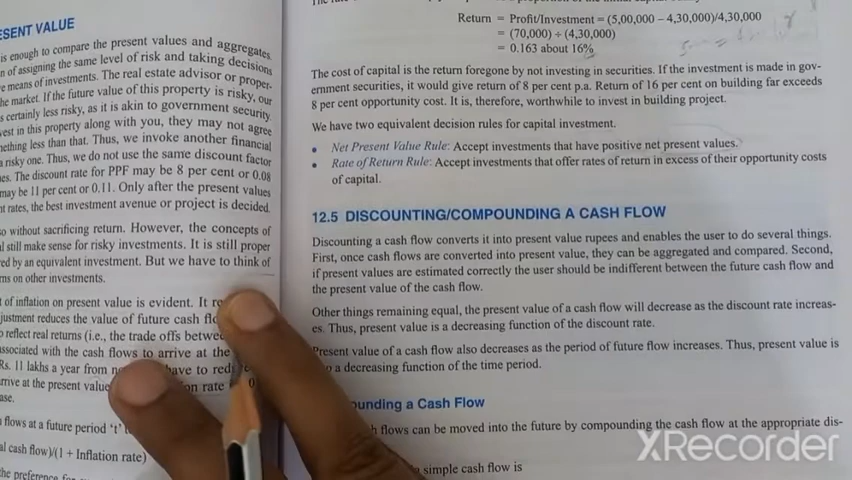 ESENT VALUE
is enough to compare the present values and aggregates.
n of assigning the same level of risk and taking decisions
e means of investments. The real estate advisor or proper-
he market. If the future value of this property is risky, our
s certainly less risky, as it is akin to government security.
vest in this property along with you, they may not agree
nething less than that. Thus, we invoke another financial
a risky one. Thus, we do not use the same discount factor
es. The discount rate for PPF may be 8 per cent or 0.08
may be 11 per cent or 0.11. Only after the present values
nt rates, the best investment avenue or project is decided.
o without sacrificing return. However, the concepts of
l still make sense for risky investments. It is still proper
red by an equivalent investment. But we have to think of
rns on other investments.
t of inflation on present value is evident. It re
justment reduces the value of future cash flo
o reflect real returns (i.e., the trade offs betwe
associated with the cash flows to arrive at the
Rs. 11 lakhs a year from n have to red
rrive at the present value on rate 0
ase.
flows at a future period 't'
al cash flow)/(1 + Inflation rate)
the preference for
Return = Profit/Investment = (5,00,000 – 4,30,000)/4,30,000
= (70,000) ÷ (4,30,000)
= 0.163 about 16%
The cost of capital is the return foregone by not investing in securities. If the investment is made in gov-
ernment securities, it would give return of 8 per cent p.a. Return of 16 per cent on building far exceeds
8 per cent opportunity cost. It is, therefore, worthwhile to invest in building project.
We have two equivalent decision rules for capital investment.
• Net Present Value Rule: Accept investments that have positive net present values.
• Rate of Return Rule: Accept investments that offer rates of return in excess of their opportunity costs
of capital.
12.5 DISCOUNTING/COMPOUNDING A CASH FLOW
Discounting a cash flow converts it into present value rupees and enables the user to do several things.
First, once cash flows are converted into present value, they can be aggregated and compared. Second,
if present values are estimated correctly the user should be indifferent between the future cash flow and
the present value of the cash flow.
Other things remaining equal, the present value of a cash flow will decrease as the discount rate increas-
es. Thus, present value is a decreasing function of the discount rate.
Present value of a cash flow also decreases as the period of future flow increases. Thus, present value is
o a decreasing function of the time period.
ounding a Cash Flow
h flows can be moved into the future by compounding the cash flow at the appropriate dis-
simple cash flow is
XRecorder